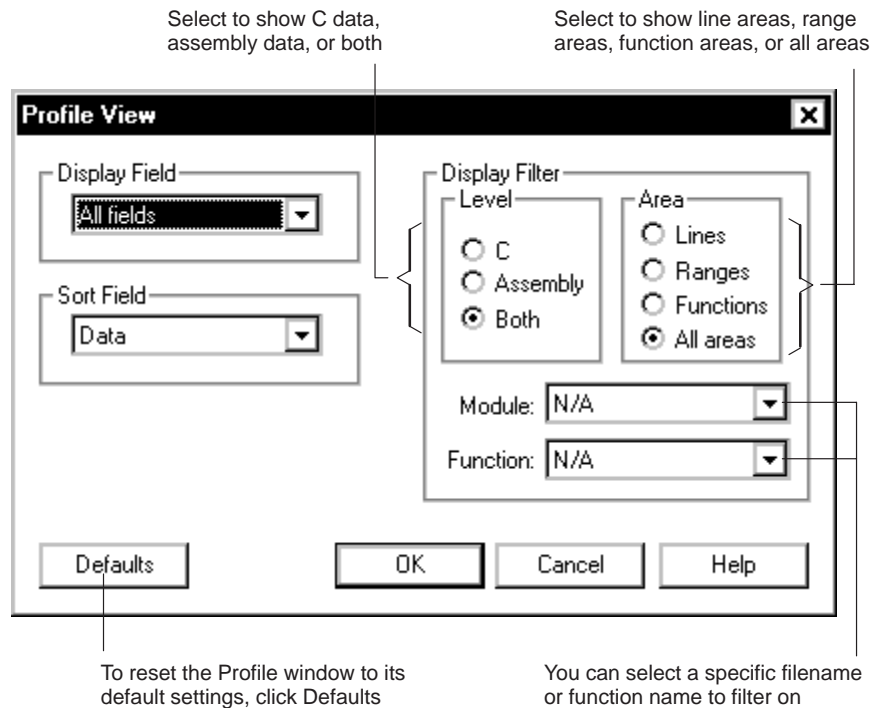 Select to show C data,
assembly data, or both
Select to show line areas, range
areas, function areas, or all areas
Profile View
Display Field
All fields
Sort Field
Data
Display Filter
Level
C
Assembly
Both
Area
Lines
Ranges
Functions
All areas
Module: N/A
Function: N/A
Defaults
OK
Cancel
Help
To reset the Profile window to its
default settings, click Defaults
You can select a specific filename
or function name to filter on